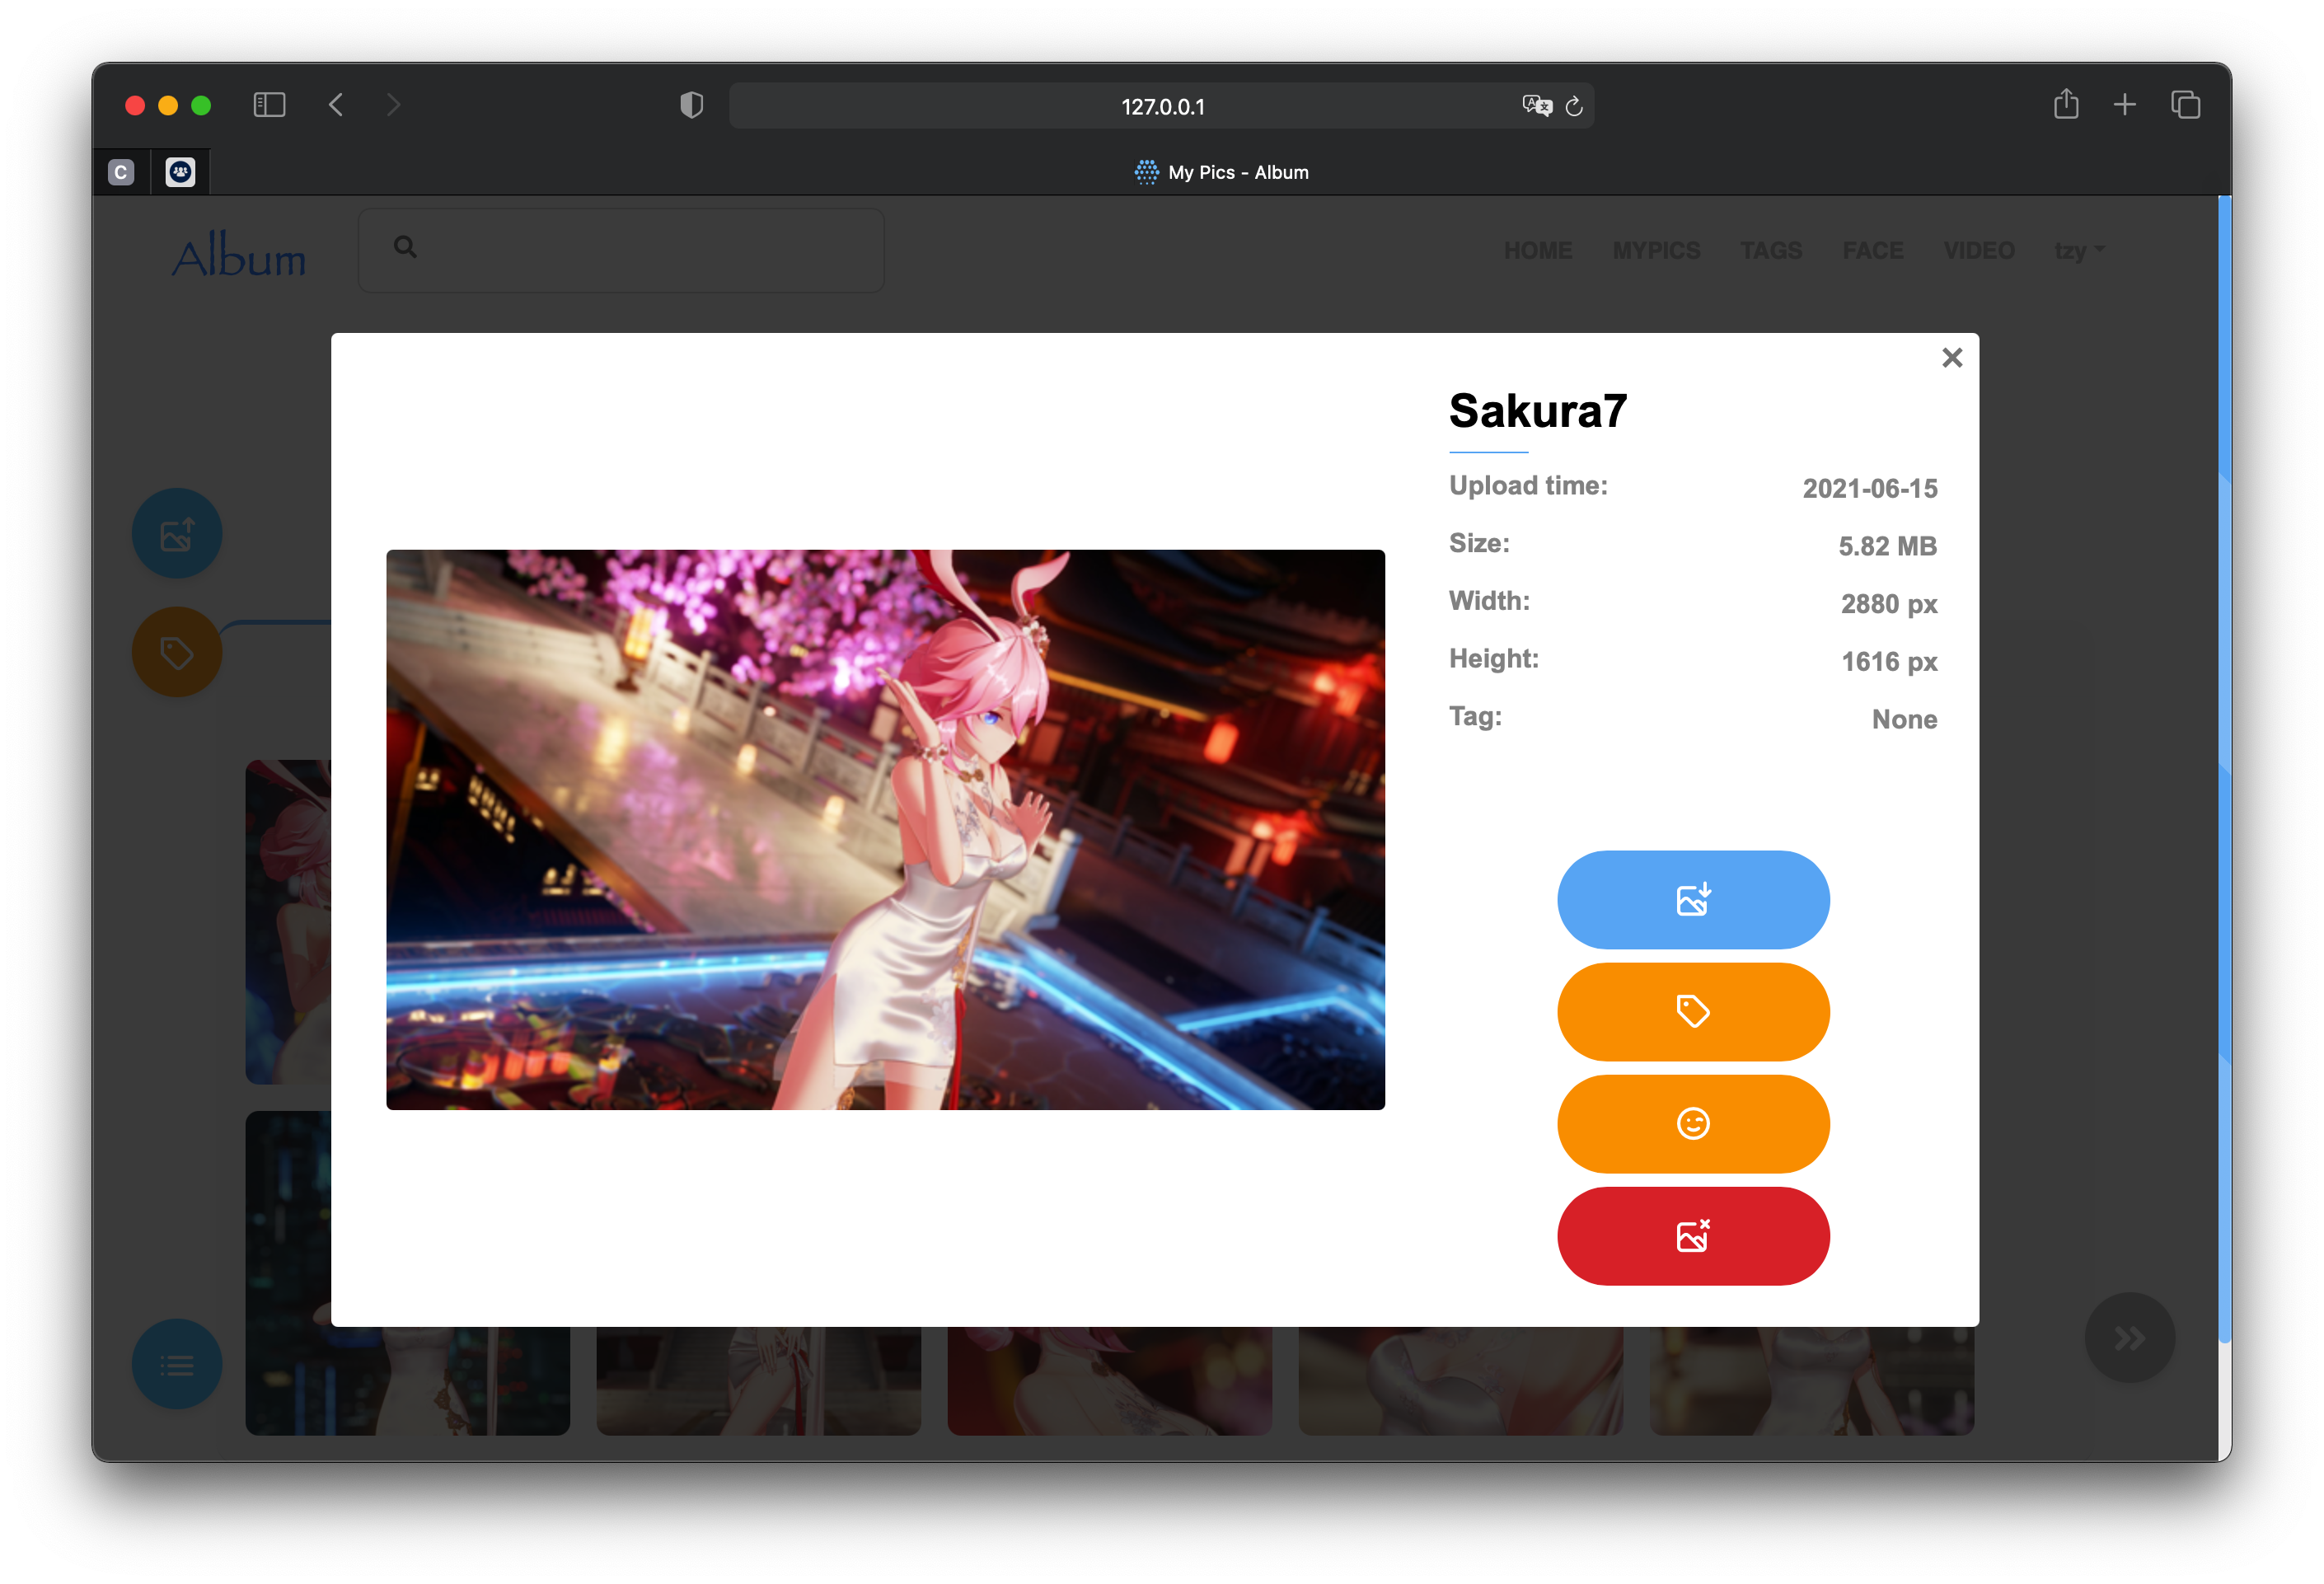 127.0.0.1
C
My Pics - Album
Album
HOME MYPICS TAGS FACE VIDEO tzy
Sakura7
Upload time: 2021-06-15
Size: 5.82 MB
Width: 2880 px
Height: 1616 px
Tag: None